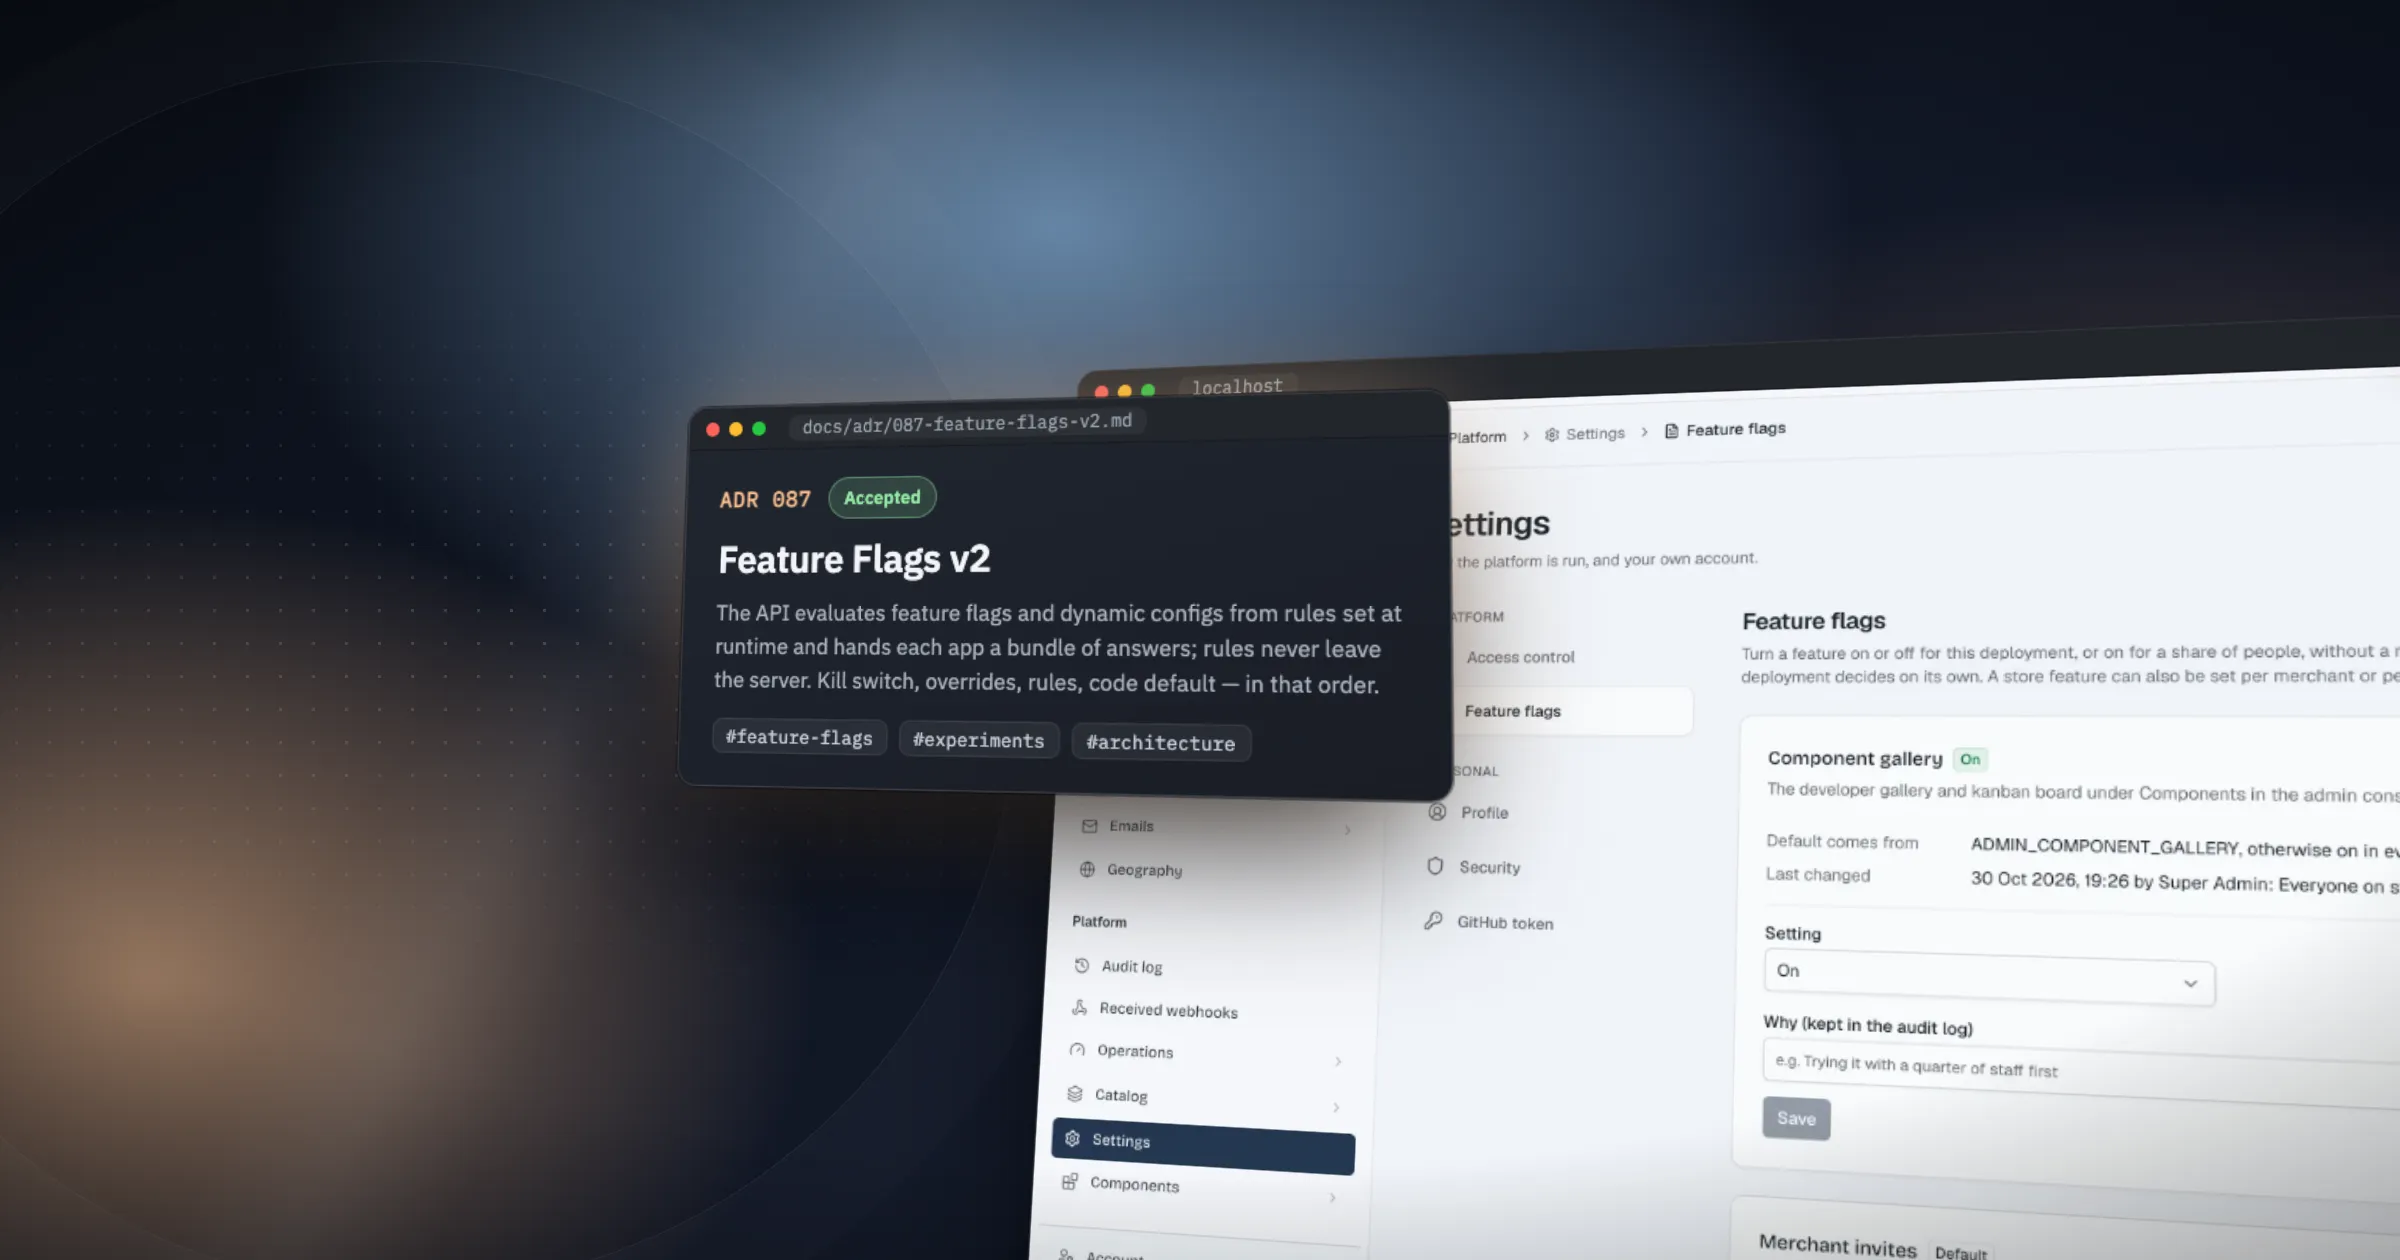 localhost
docs/adr/087-feature-flags-v2.md
ADR 087 Accepted
Feature Flags v2
The API evaluates feature flags and dynamic configs from rules set at
runtime and hands each app a bundle of answers; rules never leave
the server. Kill switch, overrides, rules, code default — in that order.
#feature-flags #experiments #architecture
Platform > Settings > Feature flags
ettings
the platform is run, and your own account.
ATFORM
Access control
Feature flags
SONAL
Profile
Security
GitHub token
Emails
Geography
Platform
Audit log
Received webhooks
Operations
Catalog
Settings
Components
Feature flags
Turn a feature on or off for this deployment, or on for a share of people, without a
deployment decides on its own. A store feature can also be set per merchant or
Component gallery On
The developer gallery and kanban board under Components in the admin
Default comes from ADMIN_COMPONENT_GALLERY, otherwise on in
Last changed 30 Oct 2026, 19:26 by Super Admin: Everyone on
Setting
On
Why (kept in the audit log)
e.g. Trying it with a quarter of staff first
Save
Merchant invites Default